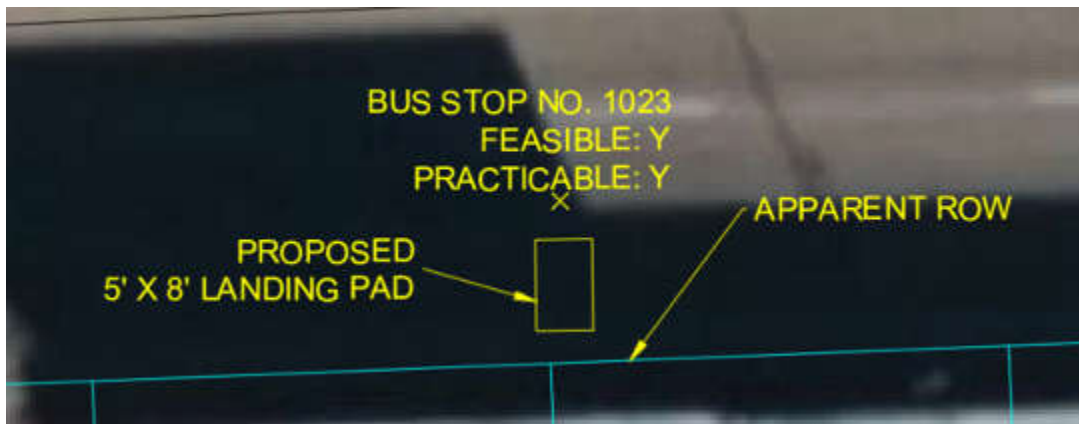 BUS STOP NO. 1023
FEASIBLE: Y
PRACTICABLE: Y
APPARENT ROW
PROPOSED
5' X 8' LANDING PAD